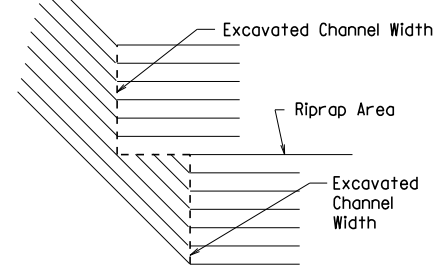 Excavated Channel Width
Riprap Area
Excavated
Channel
Width